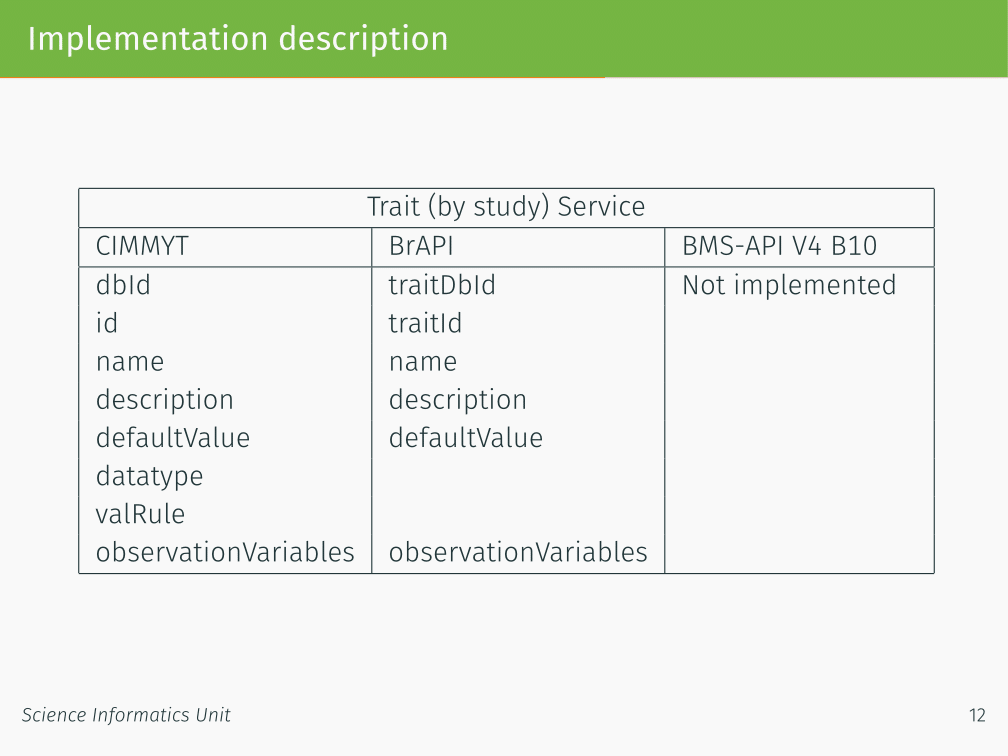 Implementation description
Trait (by study) Service
CIMMYT BrAPI BMS-API V4 B10
dbId traitDbId Not implemented
id traitId
name name
description description
defaultValue defaultValue
datatype
valRule
observationVariables observationVariables
Science Informatics Unit 12